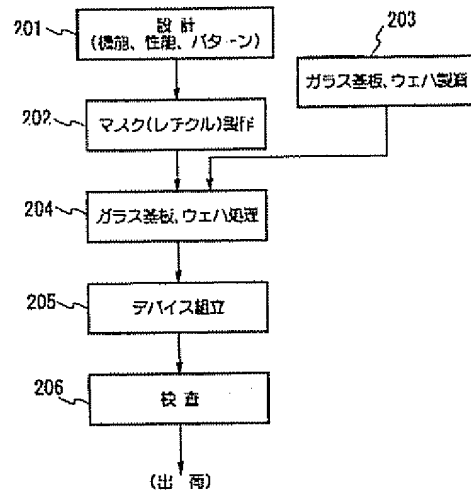 201
設計
(機能、性能、パターン)
203
ガラス基板、ウェハ製造
202
マスク(レチクル)製作
204
ガラス基板、ウェハ処理
205
デバイス組立
206
検査
(出荷)